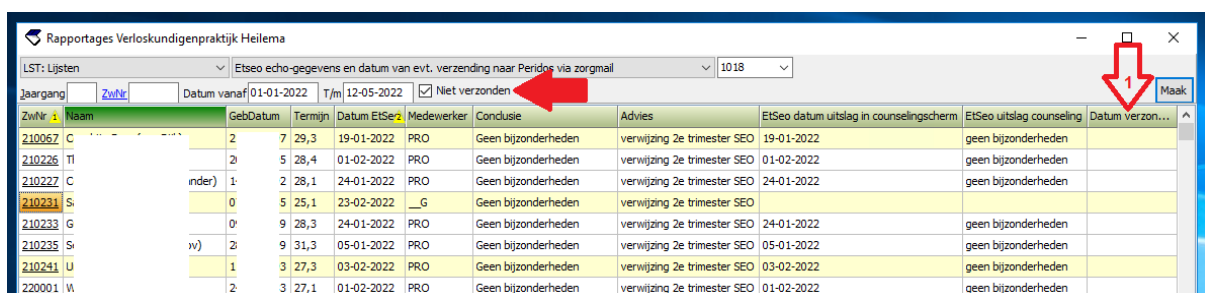 Rapportages Verloskundigenpraktijk Heilema
LST: Lijsten Etseo echo-gegevens en datum van evt. verzending naar Peridos via zorgmail 1018
Jaargang ZwNr Datum vanaf 01-01-2022 T/m 12-05-2022 Niet verzonden 1 Maak
ZwNr 1 Naam GebDatum Termijn Datum EtSe 2 Medewerker Conclusie Advies EtSeo datum uitslag in counselingscherm EtSeo uitslag counseling Datum verzon...
210067 29,3 19-01-2022 PRO Geen bijzonderheden verwijzing 2e trimester SEO 19-01-2022 geen bijzonderheden
210226 28,4 01-02-2022 PRO Geen bijzonderheden verwijzing 2e trimester SEO 01-02-2022 geen bijzonderheden
210227 ander) 28,1 24-01-2022 PRO Geen bijzonderheden verwijzing 2e trimester SEO 24-01-2022 geen bijzonderheden
210231 25,1 23-02-2022 __G Geen bijzonderheden verwijzing 2e trimester SEO
210233 G 28,3 24-01-2022 PRO Geen bijzonderheden verwijzing 2e trimester SEO 24-01-2022 geen bijzonderheden
210235 31,3 05-01-2022 PRO Geen bijzonderheden verwijzing 2e trimester SEO 05-01-2022 geen bijzonderheden
210241 U 27,3 03-02-2022 PRO Geen bijzonderheden verwijzing 2e trimester SEO 03-02-2022 geen bijzonderheden
220001 27,1 01-02-2022 PRO Geen bijzonderheden verwijzing 2e trimester SEO 01-02-2022 geen bijzonderheden